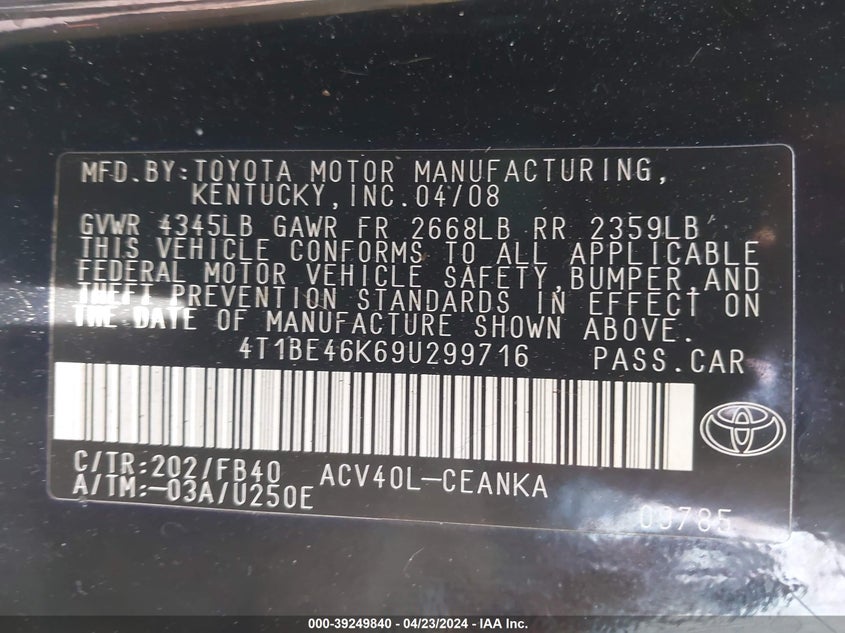 MFD.BY:TOYOTA MOTOR MANUFACTURING,
KENTUCKY,INC.04/08
GVWR 4345LB GAWR FR 2668LB RR 2359LB
THIS VEHICLE CONFORMS TO ALL APPLICABLE
FEDERAL MOTOR VEHICLE SAFETY,BUMPER,AND
THEFT PREVENTION STANDARDS IN EFFECT ON
THE DATE OF MANUFACTURE SHOWN ABOVE.
4T1BE46K69U299716 PASS.CAR
C/TR:202/FB40 ACV40L-CEANKA
A/TM:-03A/U250E
09785
000-39249840 / 04/23/2024 - IAA Inc.